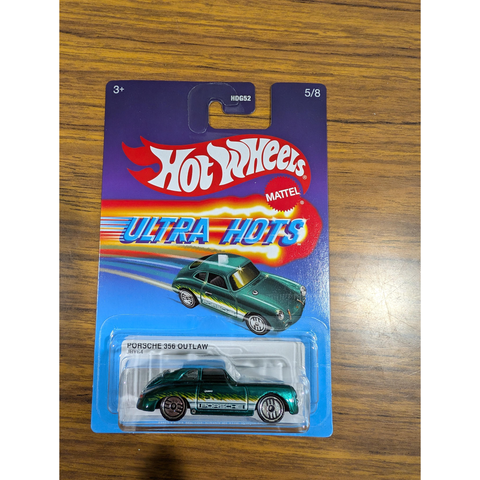 3+
HDG52
5/8
Hot Wheels
MATTEL
ULTRA HOTS
PORSCHE 356 OUTLAW
PORSCHE